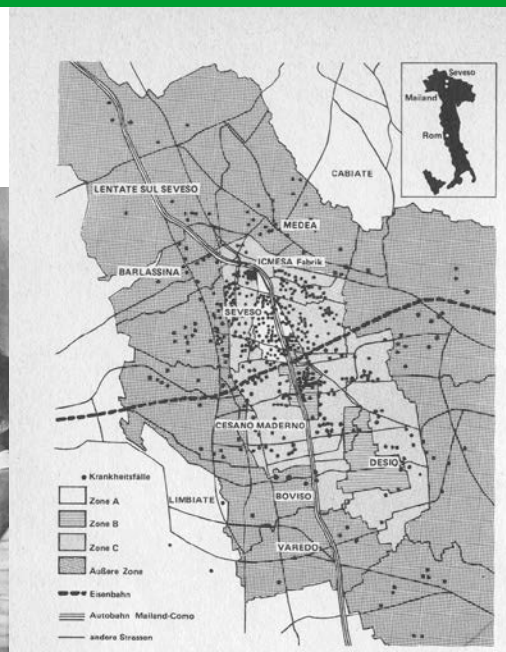 Seveso
Mailand
Rom
CABIATE
LENTATE SUL SEVESO
MEDEA
ICMESA Fabrik
BARLASSINA
SEVESO
CESANO MADERNO
DESIO
LIMBIATE
BOVISO
VAREDO
Krankheitsfälle
Zone A
Zone B
Zone C
Äußere Zone
Eisenbahn
Autobahn Mailand-Como
andere Strassen